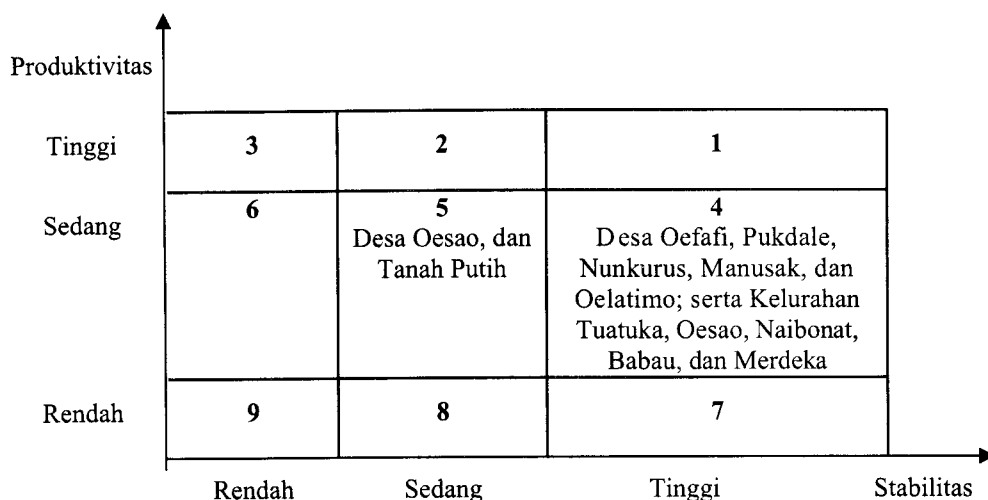 Produktivitas
Tinggi
3
2
1
Sedang
6
5
Desa Oesao, dan
Tanah Putih
4
Desa Oefafi, Pukdale,
Nunkurus, Manusak, dan
Oelatimo; serta Kelurahan
Tuatuka, Oesao, Naibonat,
Babau, dan Merdeka
Rendah
9
8
7
Rendah
Sedang
Tinggi
Stabilitas